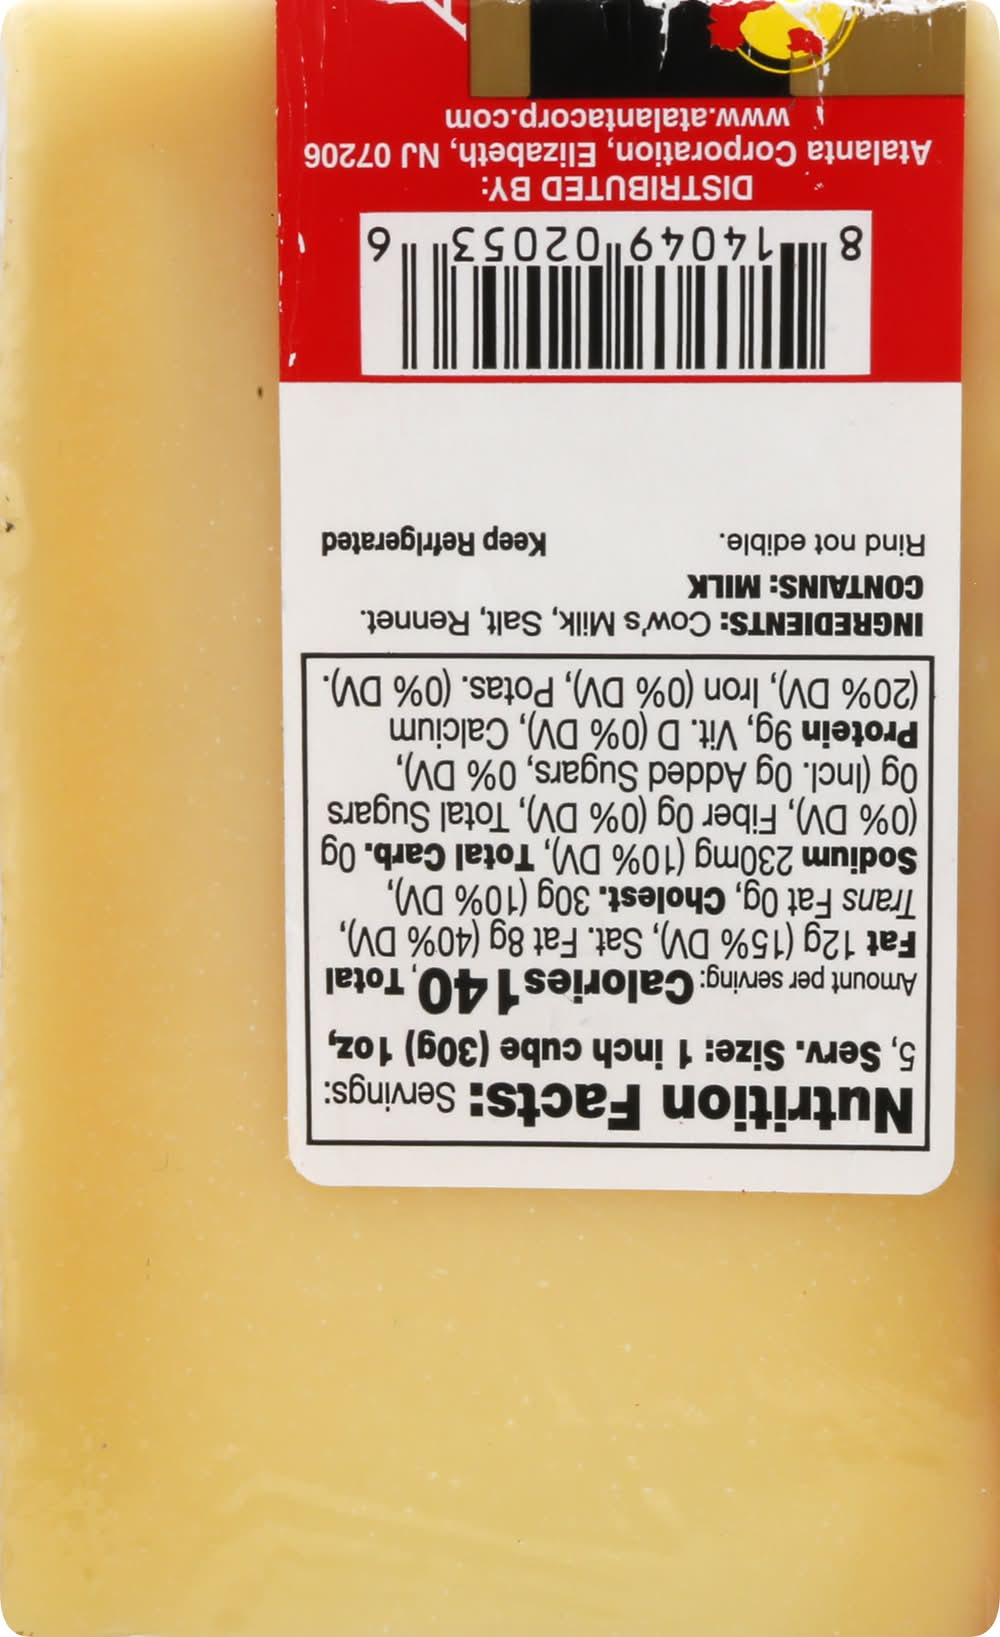 Nutrition Facts: Servings:
5, Serv. Size: 1 inch cube (30g) 1oz,
Amount per serving: Calories 140, Total
Fat 12g (15% DV), Sat. Fat 8g (40% DV),
Trans Fat 0g, Cholest. 30g (10% DV),
Sodium 230mg (10% DV), Total Carb. 0g
(0% DV), Fiber 0g (0% DV), Total Sugars
0g (Incl. 0g Added Sugars, 0% DV),
Protein 9g, Vit. D (0% DV), Calcium
(20% DV), Iron (0% DV), Potas. (0% DV).
INGREDIENTS: Cow's Milk, Salt, Rennet.
CONTAINS: MILK
Rind not edible. Keep Refrigerated
8 14049 02053 6
DISTRIBUTED BY:
Atalanta Corporation, Elizabeth, NJ 07206
www.atalantacorp.com